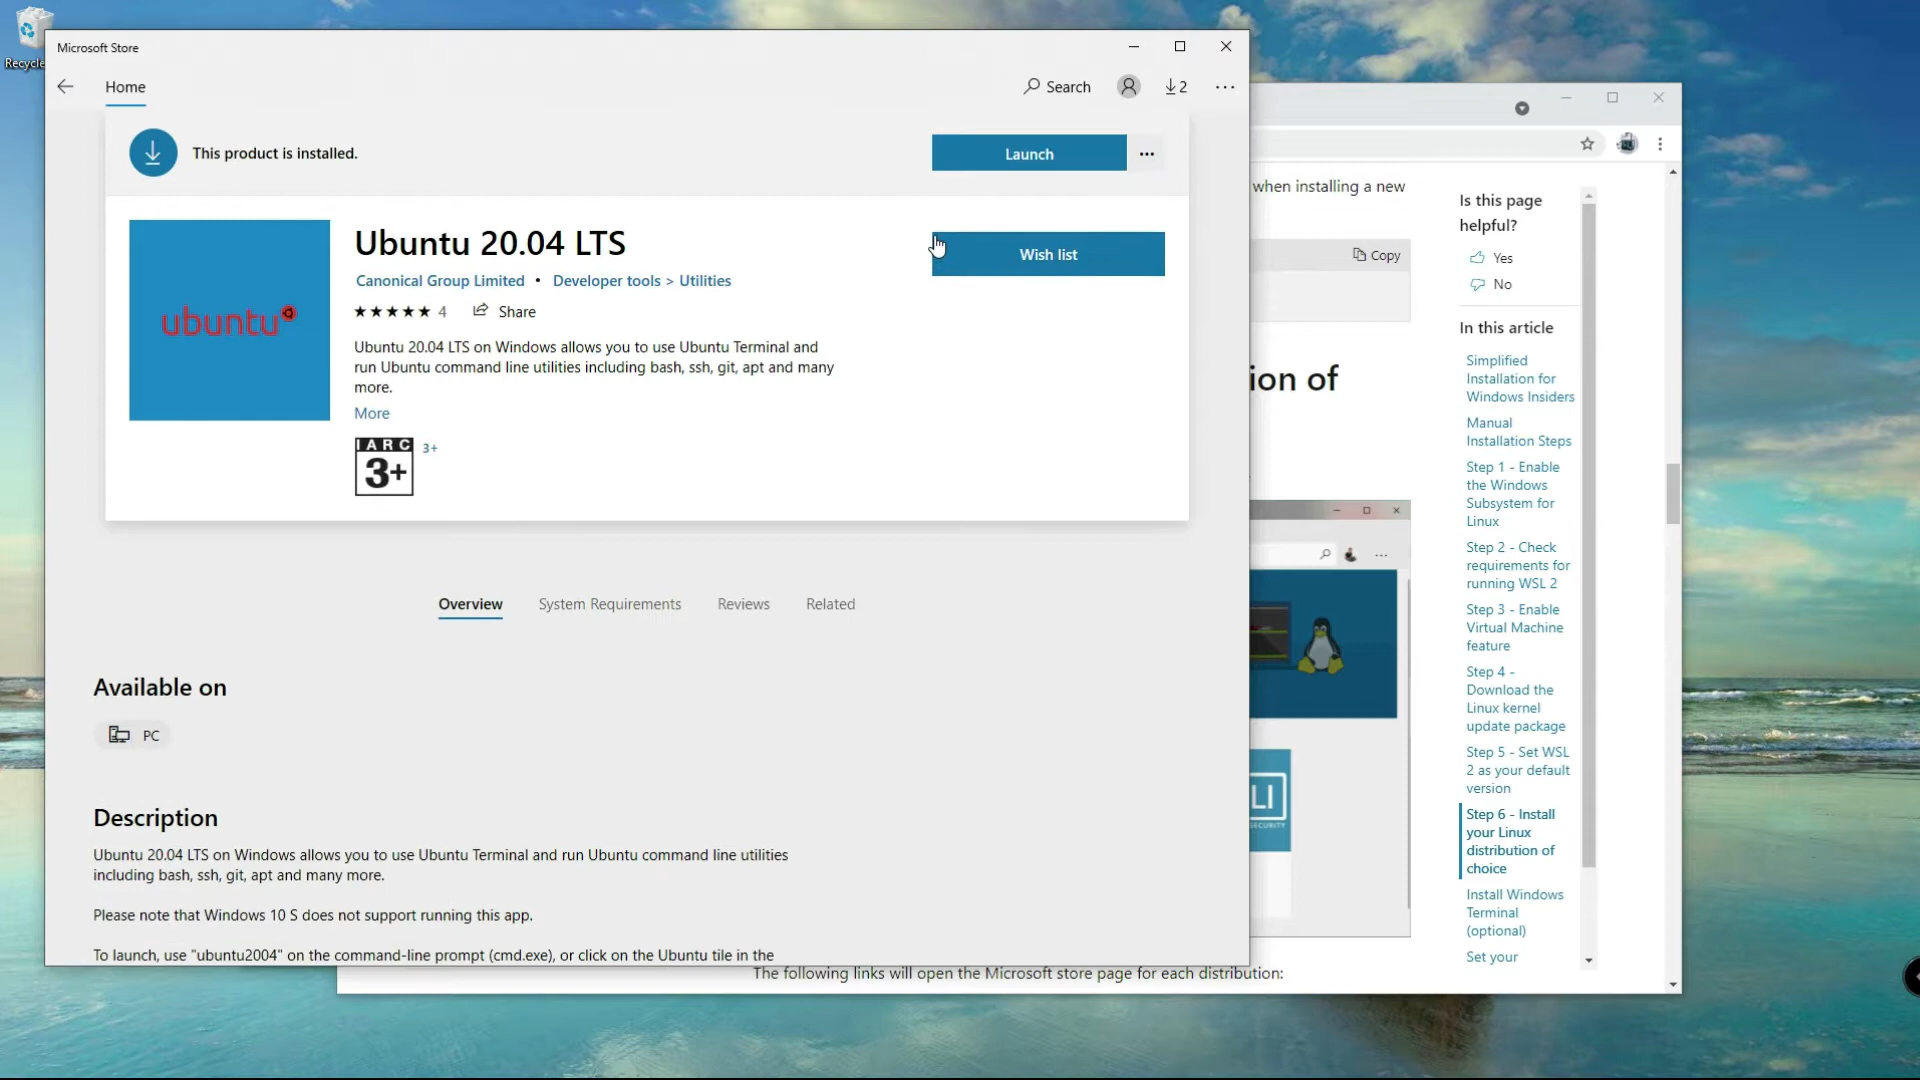 Recycle
Microsoft Store
Home
Search
2
This product is installed.
Launch
Ubuntu 20.04 LTS
Wish list
Canonical Group Limited • Developer tools > Utilities
4 Share
Ubuntu 20.04 LTS on Windows allows you to use Ubuntu Terminal and
run Ubuntu command line utilities including bash, ssh, git, apt and many
more.
More
ubuntu
IARC
3+
3+
Overview
System Requirements
Reviews
Related
Available on
PC
Description
Ubuntu 20.04 LTS on Windows allows you to use Ubuntu Terminal and run Ubuntu command line utilities
including bash, ssh, git, apt and many more.
Please note that Windows 10 S does not support running this app.
To launch, use "ubuntu2004" on the command-line prompt (cmd.exe), or click on the Ubuntu tile in the
when installing a new
Copy
ion of
LI
SECURITY
The following links will open the Microsoft store page for each distribution:
Is this page
helpful?
Yes
No
In this article
Simplified
Installation for
Windows Insiders
Manual
Installation Steps
Step 1 - Enable
the Windows
Subsystem for
Linux
Step 2 - Check
requirements for
running WSL 2
Step 3 - Enable
Virtual Machine
feature
Step 4 -
Download the
Linux kernel
update package
Step 5 - Set WSL
2 as your default
version
Step 6 - Install
your Linux
distribution of
choice
Install Windows
Terminal
(optional)
Set your